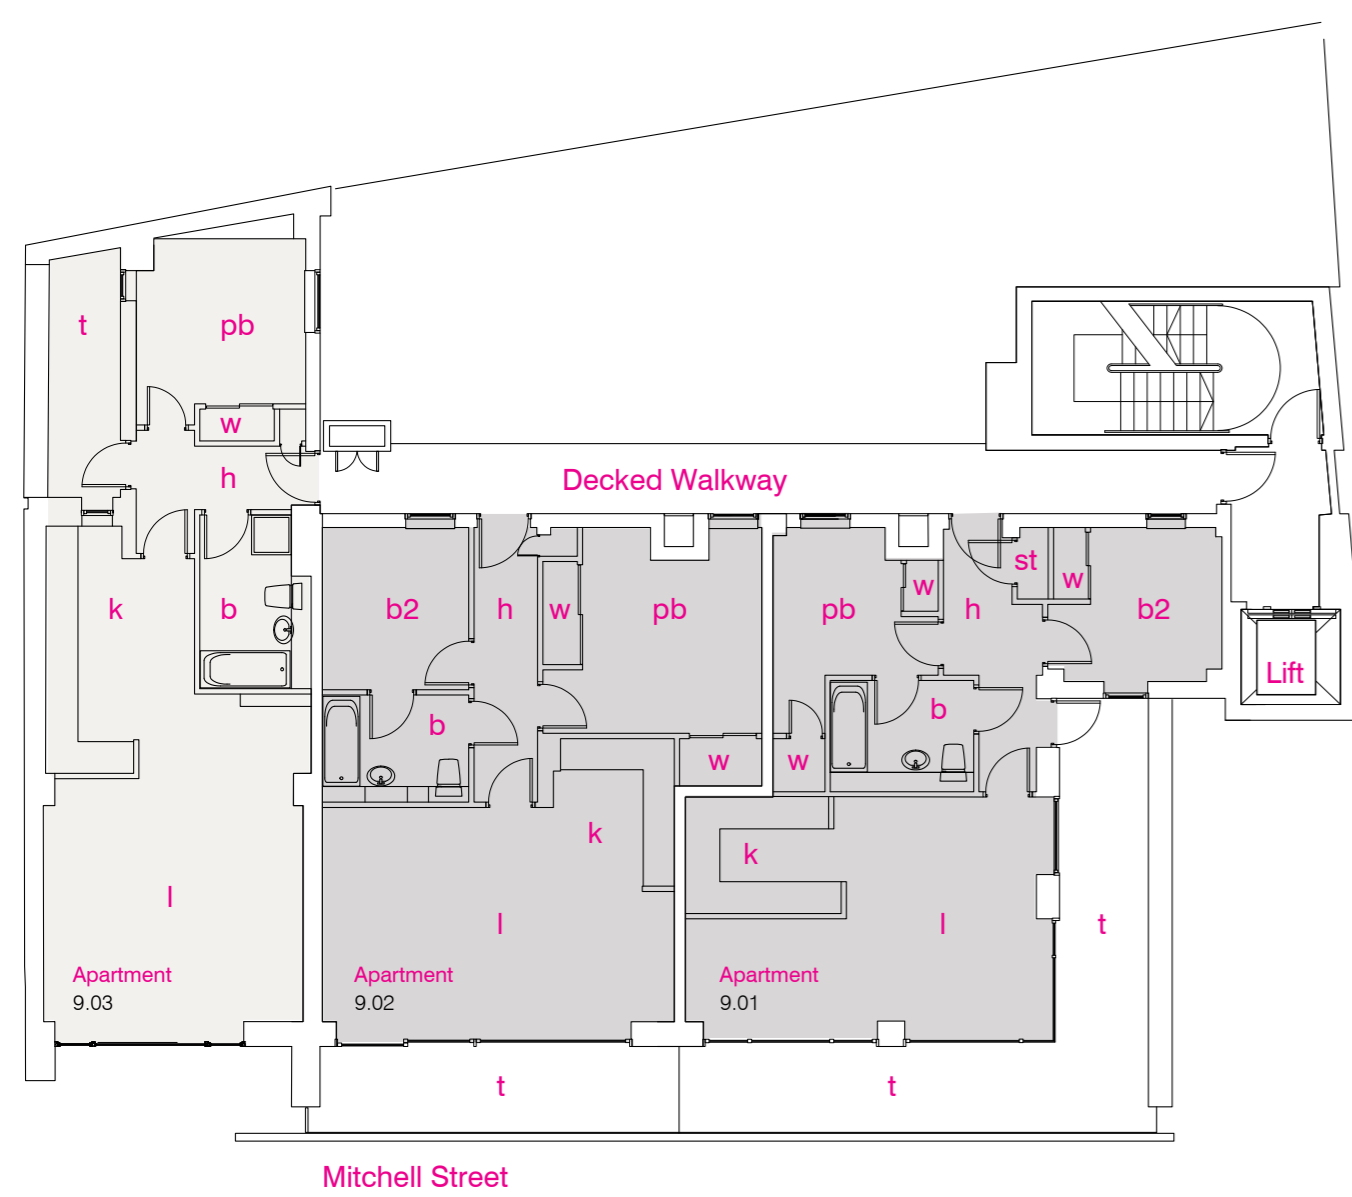 t
pb
w
h
Decked Walkway
k
b
b2
h
w
pb
b
w
k
pb
w
h
st
w
b2
Lift
b
w
k
l
Apartment
9.03
l
Apartment
9.02
l
Apartment
9.01
t
t
t
Mitchell Street